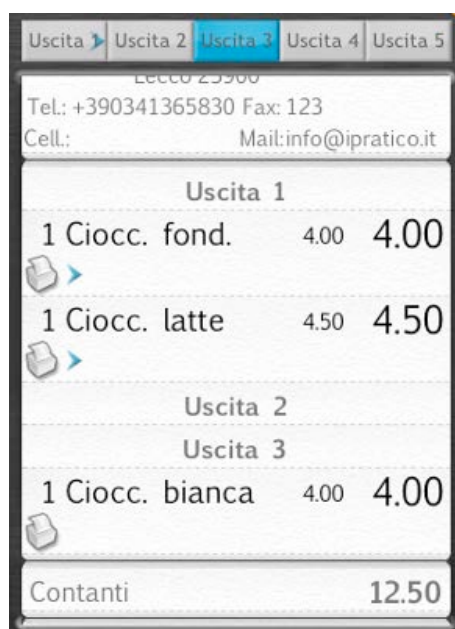 Uscita 1 Uscita 2 Uscita 3 Uscita 4 Uscita 5
Lecco 23900
Tel.: +390341365830 Fax: 123
Cell.: Mail:info@ipratico.it
Uscita 1
1 Ciocc. fond. 4.00 4.00
1 Ciocc. latte 4.50 4.50
Uscita 2
Uscita 3
1 Ciocc. bianca 4.00 4.00
Contanti 12.50